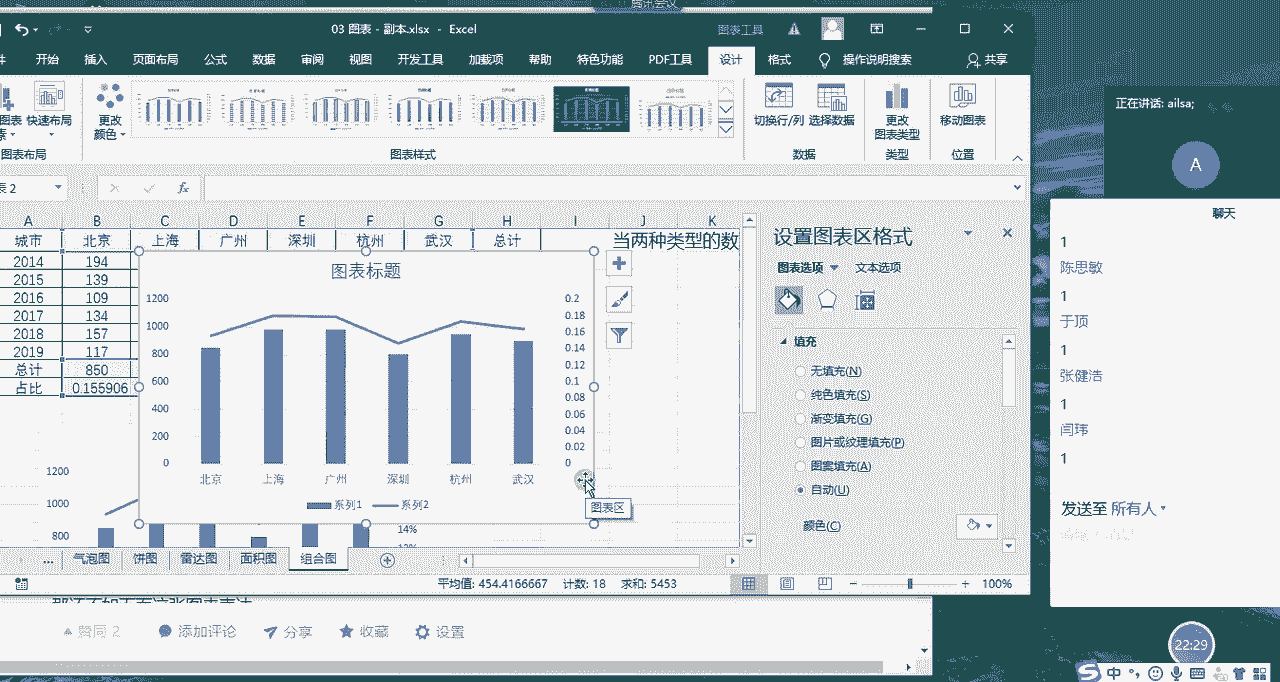 腾讯会议
03 图表 - 副本.xlsx - Excel
图表工具
开始 插入 页面布局 公式 数据 审阅 视图 开发工具 加载项 帮助 特色功能 PDF工具 设计 格式 操作说明搜索 共享
快速布局
更改
颜色
切换行/列 选择数据
更改
图表类型
移动图表
图表布局 图表样式 数据 类型 位置
fx
A B C D E F G H I J K
城市 北京 上海 广州 深圳 杭州 武汉 总计
当两种类型的数
2014 194
2015 139
2016 109
2017 134
2018 157
2019 117
总计 850
占比 0.155906
图表标题
1200
1000
800
600
400
200
0
0.2
0.18
0.16
0.14
0.12
0.1
0.08
0.06
0.04
0.02
0
北京 上海 广州 深圳 杭州 武汉
系列1 系列2
图表区
1200
1000
800
14%
设置图表区格式
图表选项 文本选项
填充
无填充(N)
纯色填充(S)
渐变填充(G)
图片或纹理填充(P)
图案填充(A)
自动(U)
颜色(C)
... 气泡图 饼图 雷达图 面积图 组合图
平均值: 454.4166667 计数: 18 求和: 5453
100%
赞同 2 添加评论 分享 收藏 设置
正在讲话: ailsa;
A
聊天
1
陈思敏
1
于顶
1
张健浩
1
闫玮
1
发送至 所有人
22:29
中